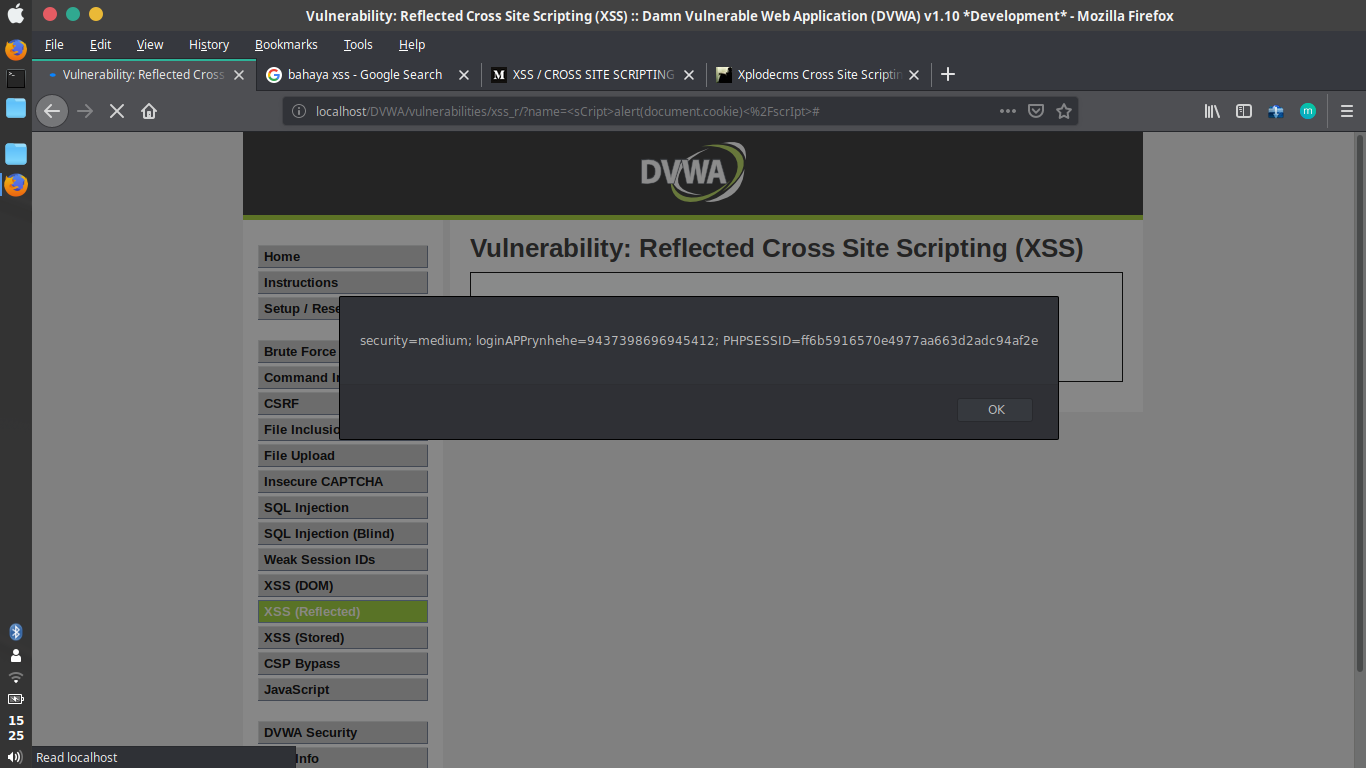 Vulnerability: Reflected Cross Site Scripting (XSS) :: Damn Vulnerable Web Application (DVWA) v1.10 *Development* - Mozilla Firefox
File Edit View History Bookmarks Tools Help
Vulnerability: Reflected Cross
bahaya xss - Google Search
M XSS / CROSS SITE SCRIPTING
Xplodecms Cross Site Scriptin
localhost/DVWA/vulnerabilities/xss_r/?name=<sCript>alert(document.cookie)<%2FscrIpt>#
m
DVWA
Home
Instructions
Setup / Rese
Brute Force
Command In
CSRF
File Inclusio
File Upload
Insecure CAPTCHA
SQL Injection
SQL Injection (Blind)
Weak Session IDs
XSS (DOM)
XSS (Reflected)
XSS (Stored)
CSP Bypass
JavaScript
DVWA Security
Info
Vulnerability: Reflected Cross Site Scripting (XSS)
security=medium; loginAPPrynhehe=9437398696945412; PHPSESSID=ff6b5916570e4977aa663d2adc94af2e
OK
15
25
Read localhost